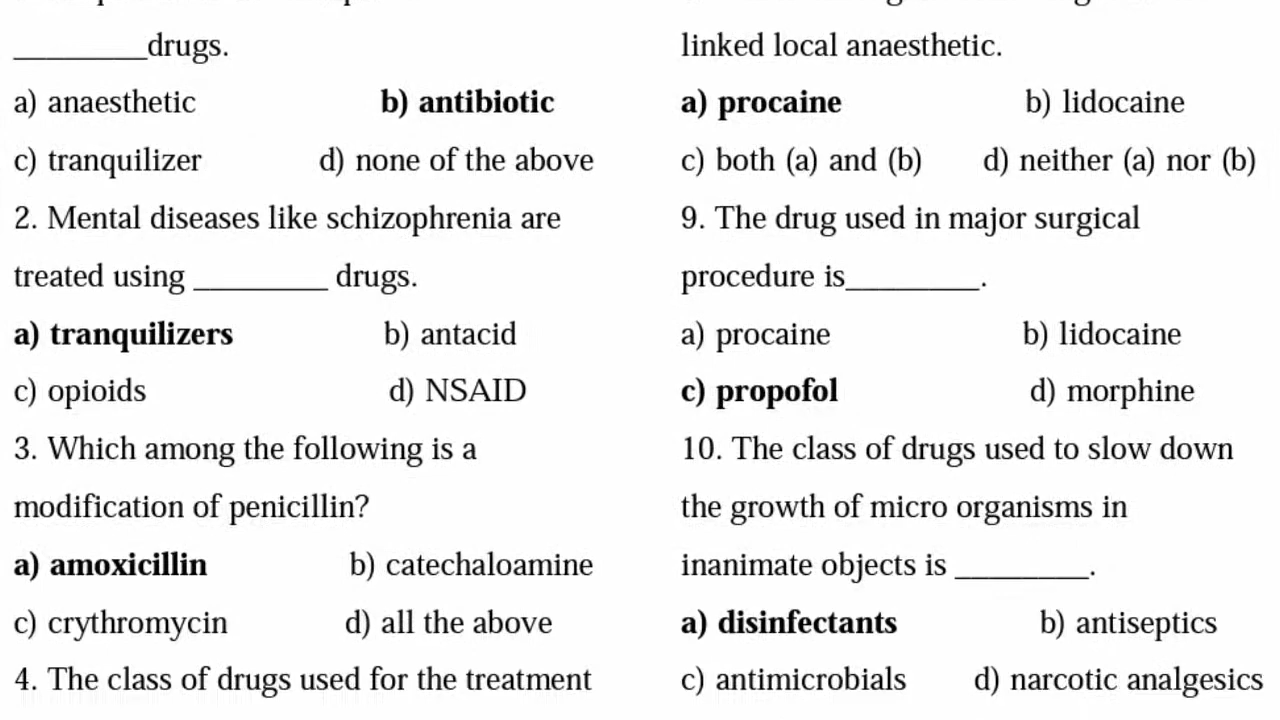 ________drugs.
a) anaesthetic b) antibiotic
c) tranquilizer d) none of the above
2. Mental diseases like schizophrenia are
treated using ________ drugs.
a) tranquilizers b) antacid
c) opioids d) NSAID
3. Which among the following is a
modification of penicillin?
a) amoxicillin b) catechaloamine
c) crythromycin d) all the above
4. The class of drugs used for the treatment
linked local anaesthetic.
a) procaine b) lidocaine
c) both (a) and (b) d) neither (a) nor (b)
9. The drug used in major surgical
procedure is________.
a) procaine b) lidocaine
c) propofol d) morphine
10. The class of drugs used to slow down
the growth of micro organisms in
inanimate objects is ________.
a) disinfectants b) antiseptics
c) antimicrobials d) narcotic analgesics